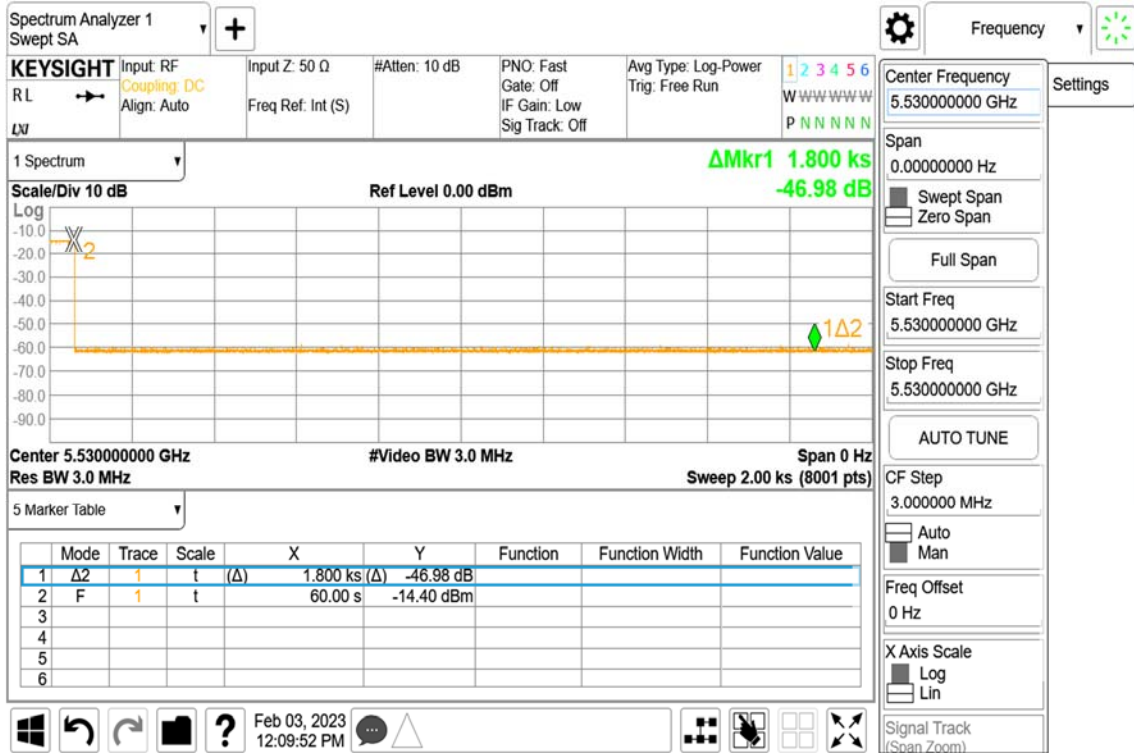 Spectrum Analyzer 1
Swept SA
+
Frequency
KEYSIGHT
RL
LXI
Input: RF
Coupling: DC
Align: Auto
Input Z: 50 Ω
Freq Ref: Int (S)
#Atten: 10 dB
PNO: Fast
Gate: Off
IF Gain: Low
Sig Track: Off
Avg Type: Log-Power
Trig: Free Run
1 2 3 4 5 6
W W W W W W
P N N N N N
1 Spectrum
ΔMkr1 1.800 ks
-46.98 dB
Scale/Div 10 dB
Ref Level 0.00 dBm
Log
-10.0
-20.0
-30.0
-40.0
-50.0
-60.0
-70.0
-80.0
-90.0
2
1Δ2
Center 5.530000000 GHz
#Video BW 3.0 MHz
Span 0 Hz
Res BW 3.0 MHz
Sweep 2.00 ks (8001 pts)
5 Marker Table
Mode Trace Scale X Y Function Function Width Function Value
1 Δ2 1 t (Δ) 1.800 ks (Δ) -46.98 dB
2 F 1 t 60.00 s -14.40 dBm
3
4
5
6
?
Feb 03, 2023
12:09:52 PM
Center Frequency
5.530000000 GHz
Settings
Span
0.00000000 Hz
Swept Span
Zero Span
Full Span
Start Freq
5.530000000 GHz
Stop Freq
5.530000000 GHz
AUTO TUNE
CF Step
3.000000 MHz
Auto
Man
Freq Offset
0 Hz
X Axis Scale
Log
Lin
Signal Track
(Span Zoom)